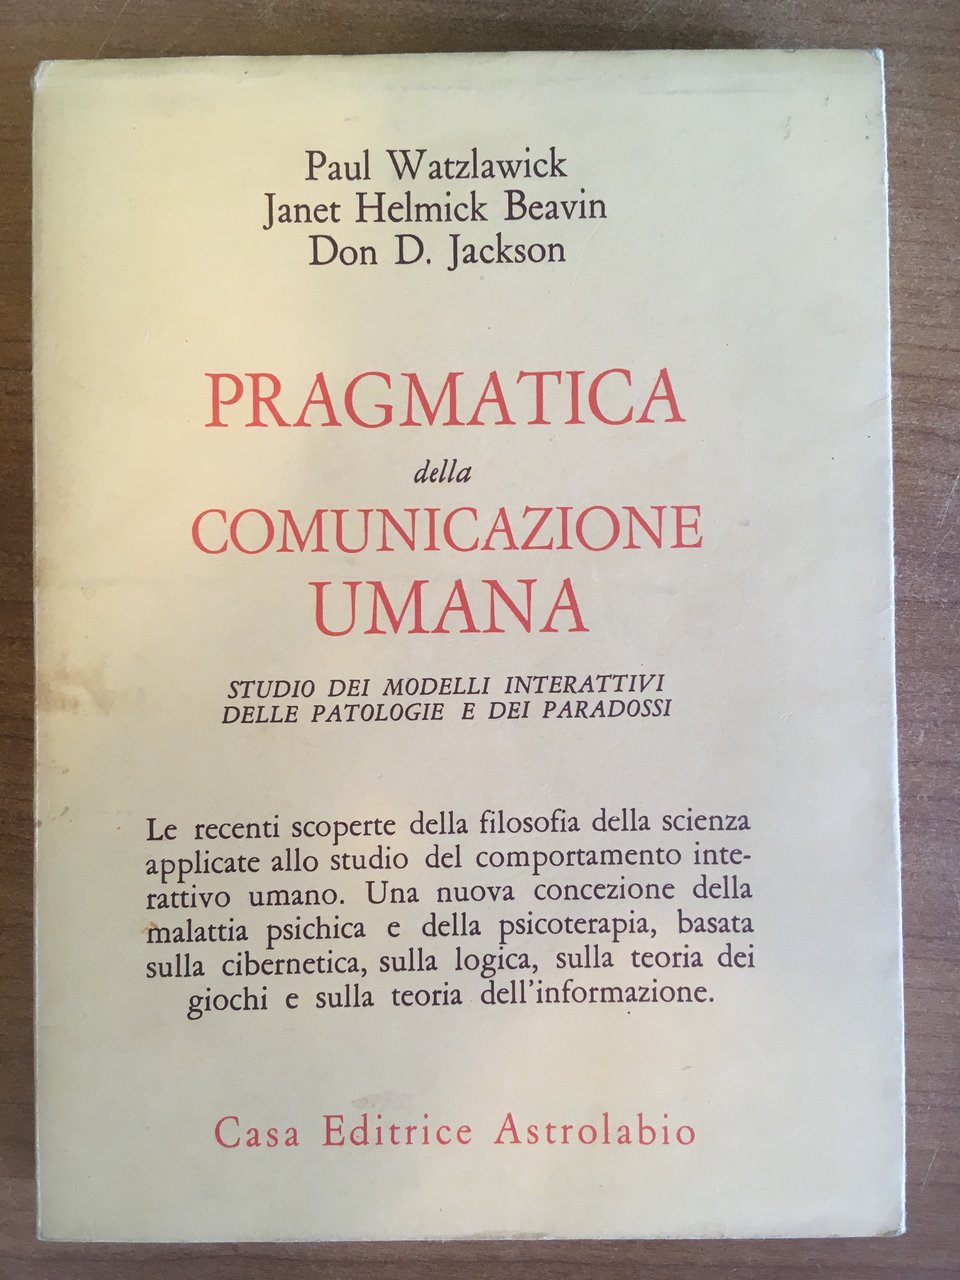 Paul Watzlawick
Janet Helmick Beavin
Don D. Jackson
PRAGMATICA
della
COMUNICAZIONE
UMANA
STUDIO DEI MODELLI INTERATTIVI
DELLE PATOLOGIE E DEI PARADOSSI
Le recenti scoperte della filosofia della scienza
applicate allo studio del comportamento inte-
rattivo umano. Una nuova concezione della
malattia psichica e della psicoterapia, basata
sulla cibernetica, sulla logica, sulla teoria dei
giochi e sulla teoria dell'informazione.
Casa Editrice Astrolabio